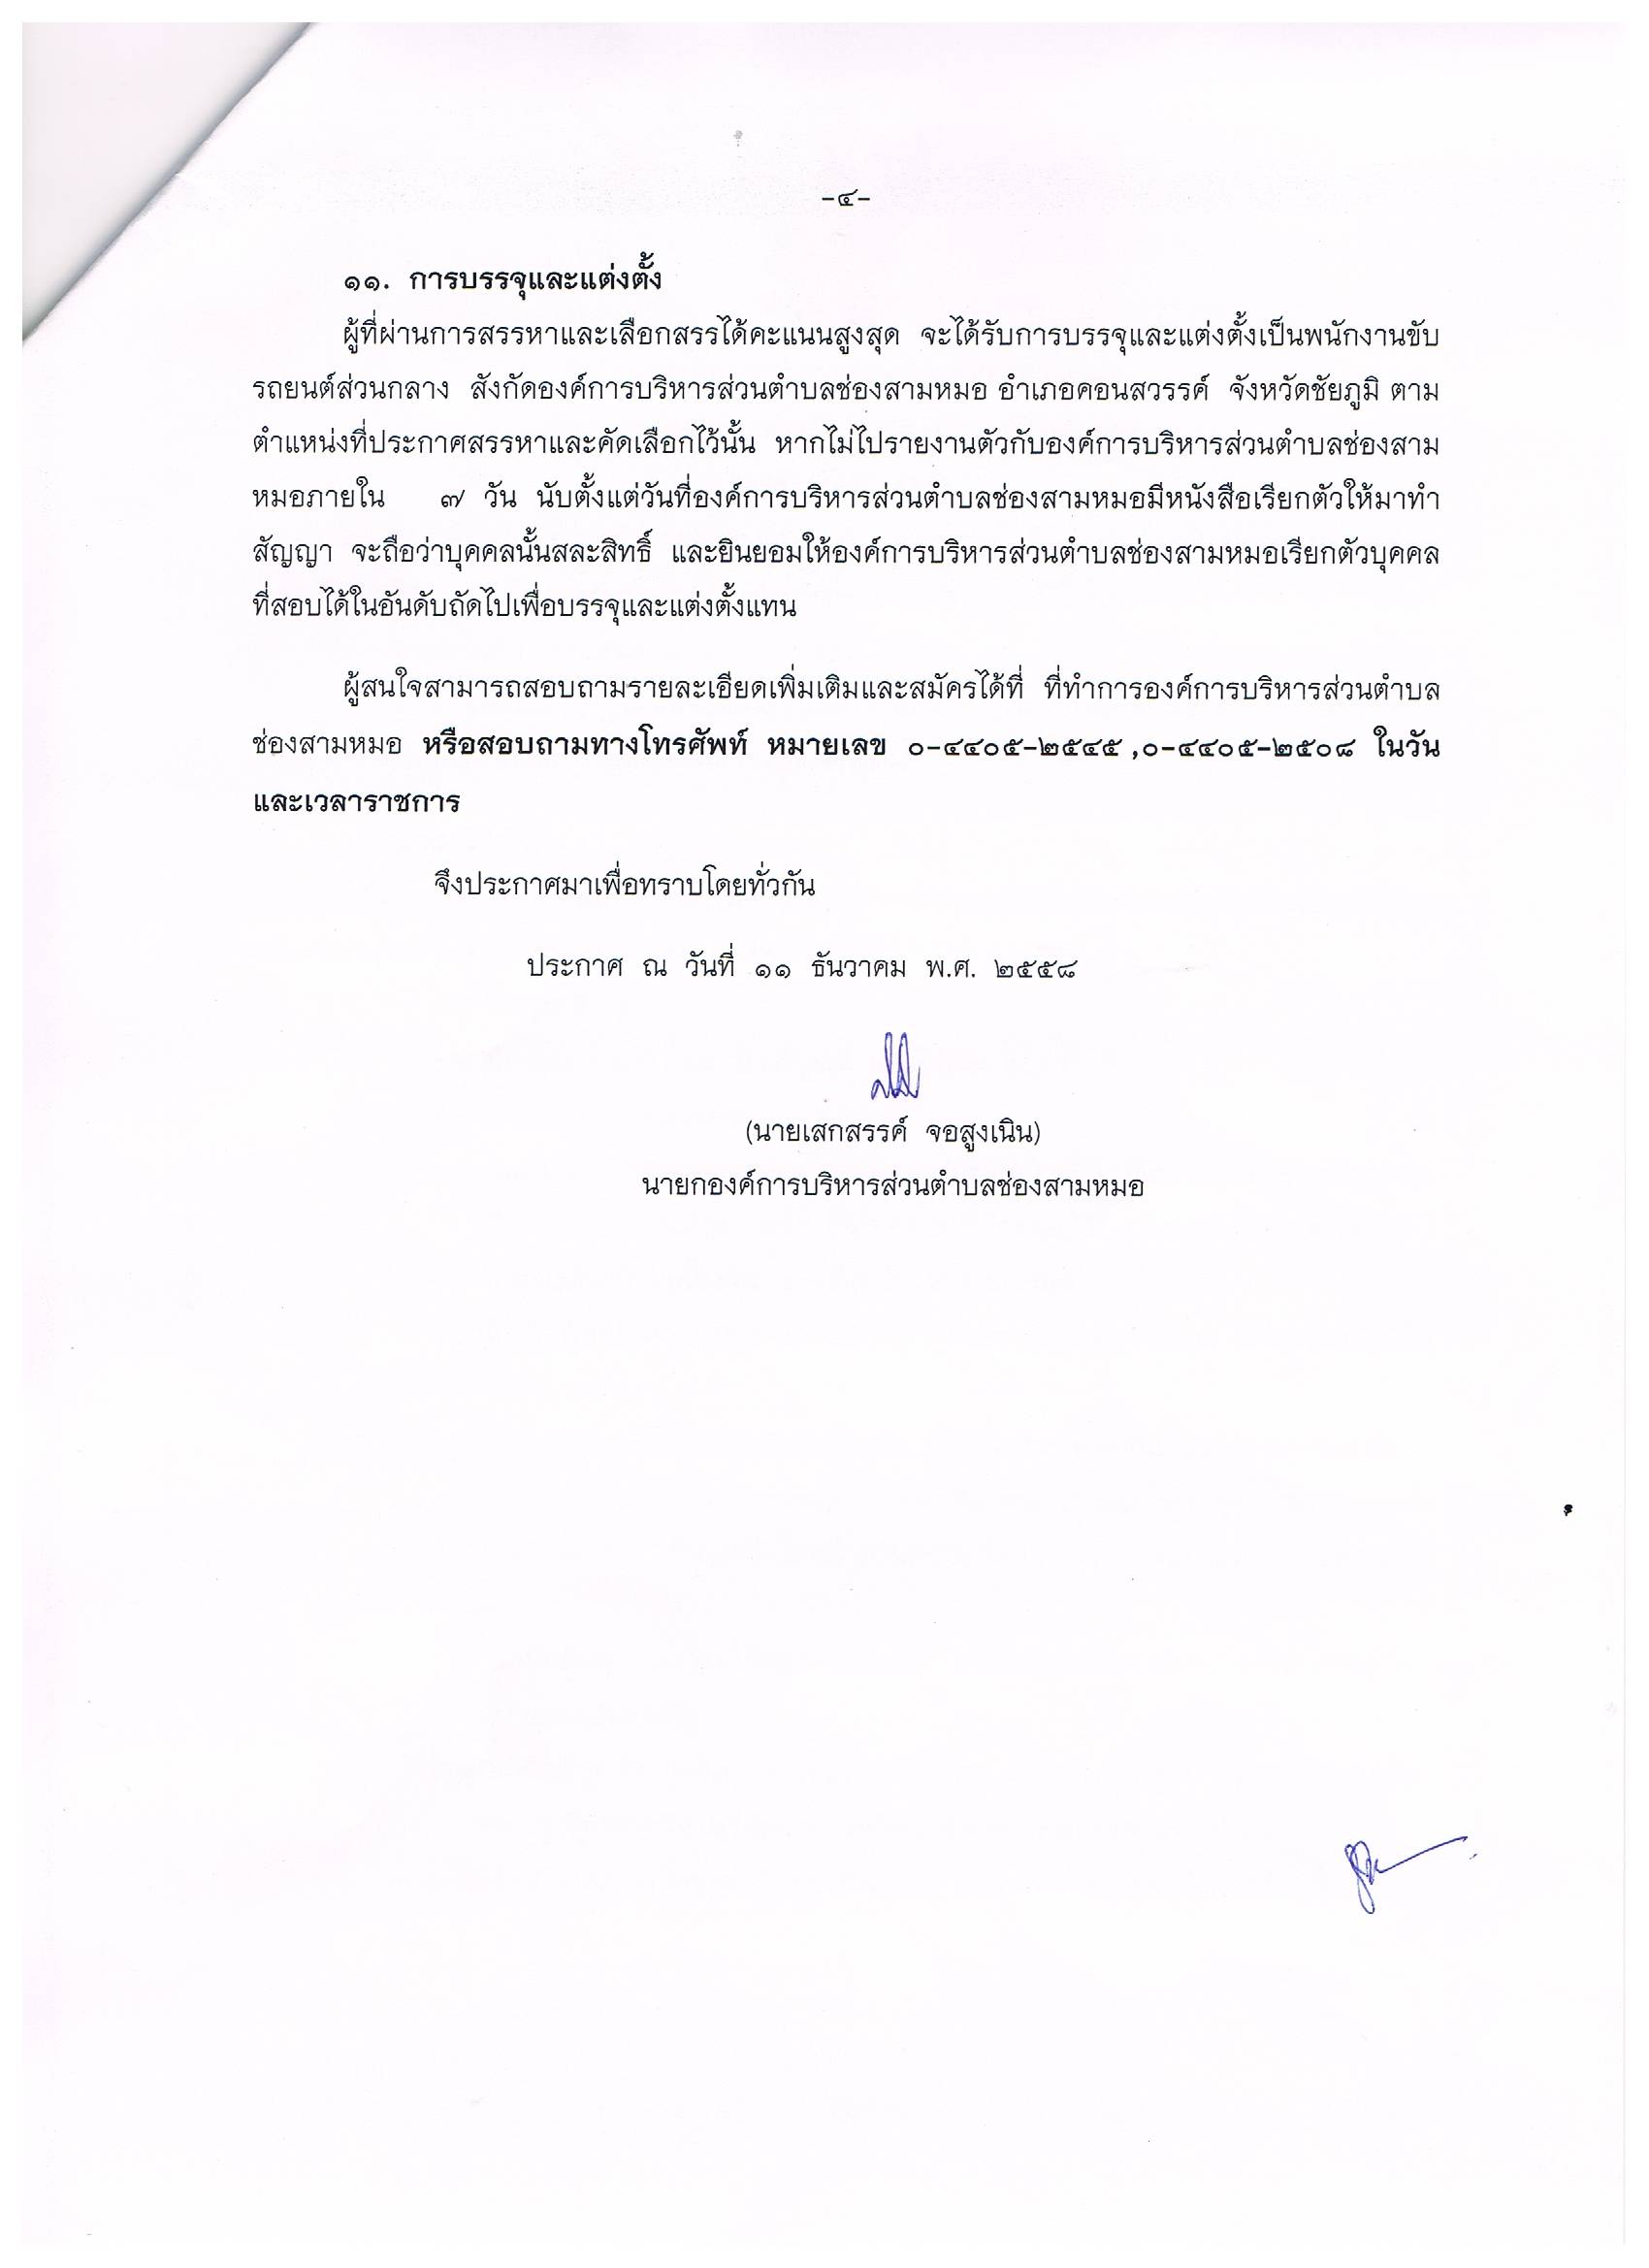 -๔-
๑๑. การบรรจุและแต่งตั้ง
ผู้ที่ผ่านการสรรหาและเลือกสรรได้คะแนนสูงสุด จะได้รับการบรรจุและแต่งตั้งเป็นพนักงานขับ
รถยนต์ส่วนกลาง สังกัดองค์การบริหารส่วนตำบลช่องสามหมอ อำเภอคอนสวรรค์ จังหวัดชัยภูมิ ตาม
ตำแหน่งที่ประกาศสรรหาและคัดเลือกไว้นั้น หากไม่ไปรายงานตัวกับองค์การบริหารส่วนตำบลช่องสาม
หมอภายใน ๗ วัน นับตั้งแต่วันที่องค์การบริหารส่วนตำบลช่องสามหมอมีหนังสือเรียกตัวให้มาทำ
สัญญา จะถือว่าบุคคลนั้นสละสิทธิ์ และยินยอมให้องค์การบริหารส่วนตำบลช่องสามหมอเรียกตัวบุคคล
ที่สอบได้ในอันดับถัดไปเพื่อบรรจุและแต่งตั้งแทน
ผู้สนใจสามารถสอบถามรายละเอียดเพิ่มเติมและสมัครได้ที่ ที่ทำการองค์การบริหารส่วนตำบล
ช่องสามหมอ หรือสอบถามทางโทรศัพท์ หมายเลข ๐-๔๔๐๕-๒๕๔๕ ,๐-๔๔๐๕-๒๕๐๘ ในวัน
และเวลาราชการ
จึงประกาศมาเพื่อทราบโดยทั่วกัน
ประกาศ ณ วันที่ ๑๑ ธันวาคม พ.ศ. ๒๕๕๘
(นายเสกสรรค์ จอสูงเนิน)
นายกองค์การบริหารส่วนตำบลช่องสามหมอ